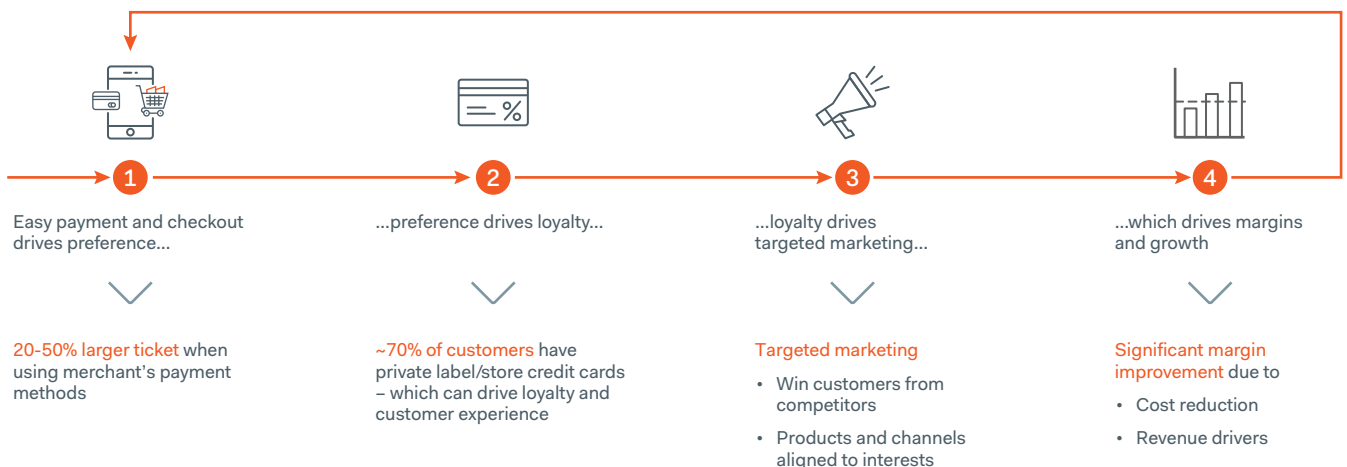 %
1
2
3
4
Easy payment and checkout
drives preference...
...preference drives loyalty...
...loyalty drives
targeted marketing...
...which drives margins
and growth
20-50% larger ticket when
using merchant's payment
methods
~70% of customers have
private label/store credit cards
– which can drive loyalty and
customer experience
Targeted marketing
• Win customers from
competitors
• Products and channels
aligned to interests
Significant margin
improvement due to
• Cost reduction
• Revenue drivers